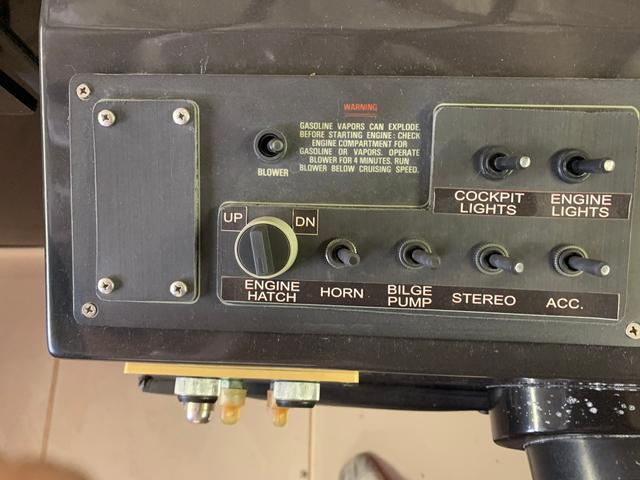 WARNING
GASOLINE VAPORS CAN EXPLODE.
BEFORE STARTING ENGINE: CHECK
ENGINE COMPARTMENT FOR
GASOLINE OR VAPORS. OPERATE
BLOWER FOR 4 MINUTES. RUN
BLOWER BELOW CRUISING SPEED.
BLOWER
COCKPIT
LIGHTS
ENGINE
LIGHTS
UP
DN
ENGINE
HATCH
HORN
BILGE
PUMP
STEREO
ACC.